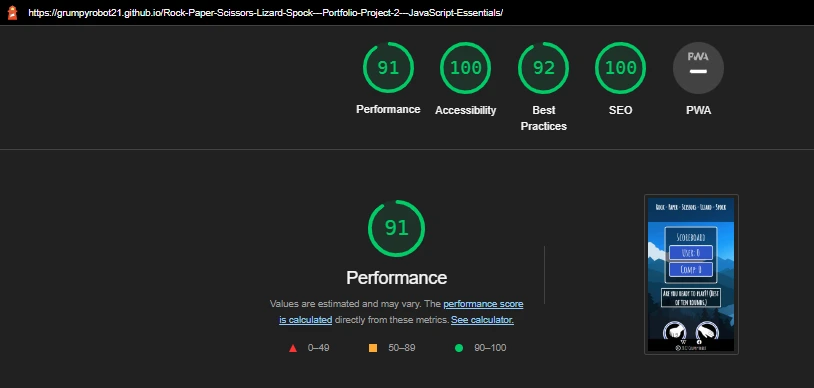 https://grumpyrobot21.github.io/Rock-Paper-Scissors-Lizard-Spock---Portfolio-Project-2---JavaScript-Essentials/
91
100
92
100
PWA
Performance
Accessibility
Best
Practices
SEO
PWA
91
Performance
Values are estimated and may vary. The performance score
is calculated directly from these metrics. See calculator.
0–49
50–89
90–100
Rock - Paper - Scissors - Lizard - Spock
Scoreboard
User: 0
Comp: 0
Are you ready to play? (Best
of ten rounds.)